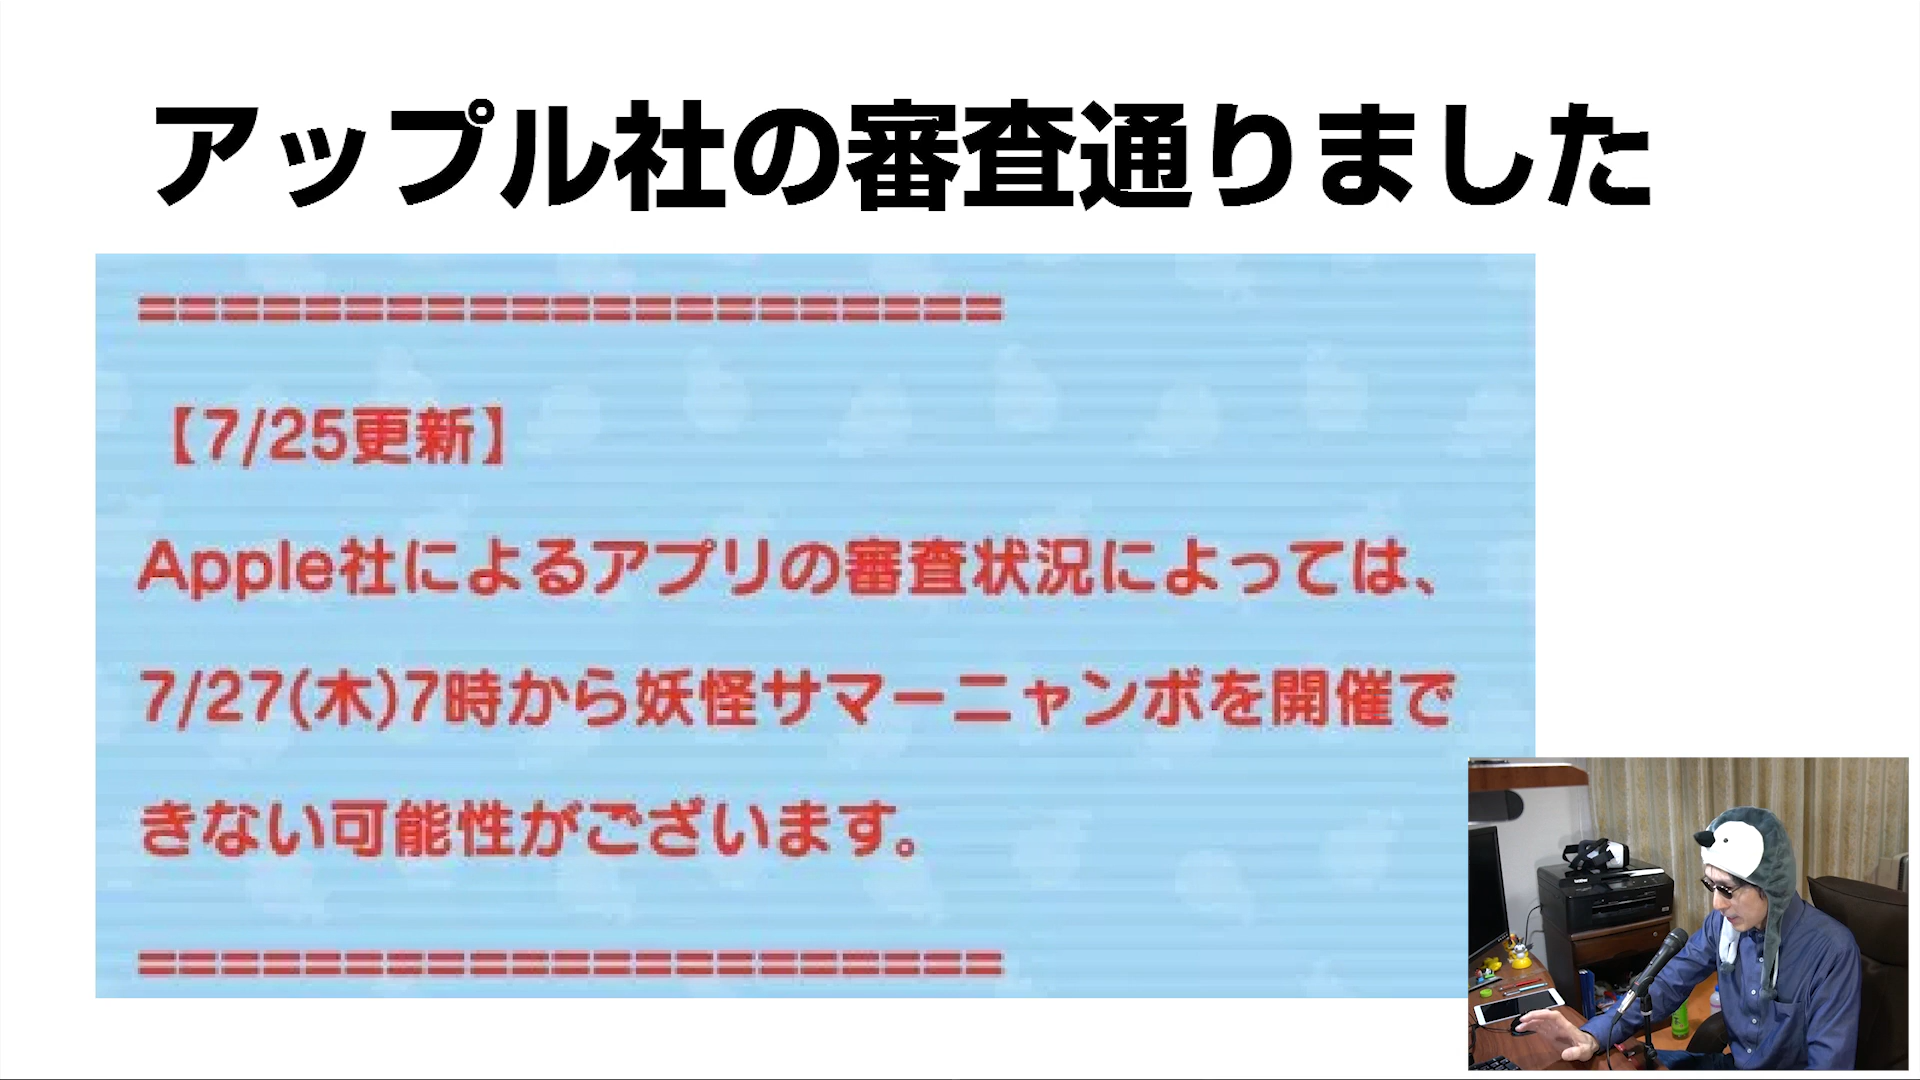 アップル社の審査通りました
======================
【7/25更新】
Apple社によるアプリの審査状況によっては、
7/27(木)7時から妖怪サマーニャンボを開催で
きない可能性がございます。
======================